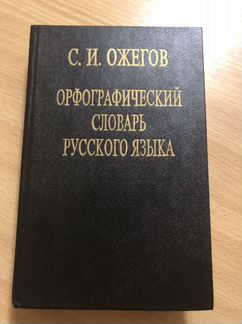 С. И. ОЖЕГОВ
ОРФОГРАФИЧЕСКИЙ
СЛОВАРЬ
РУССКОГО ЯЗЫКА